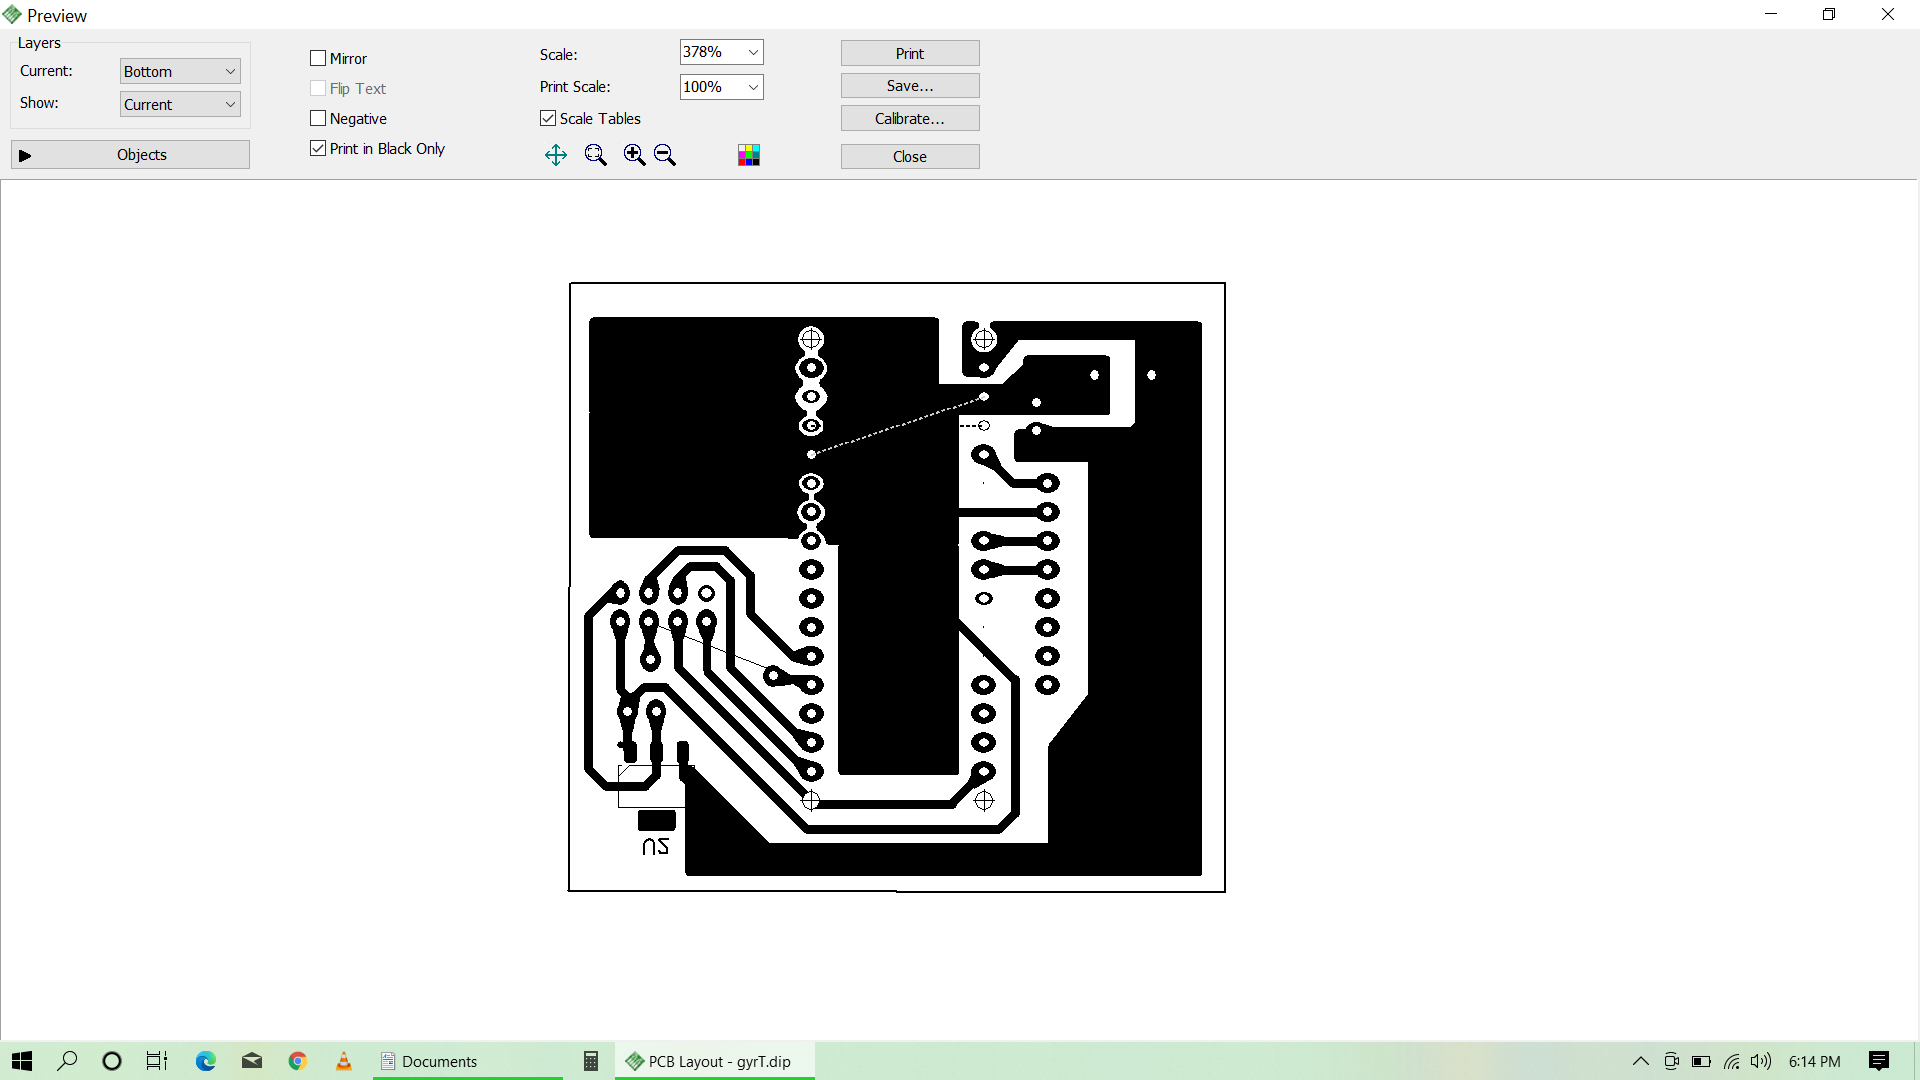 Preview
Layers
Current: Bottom
Show: Current
Objects
Mirror
Flip Text
Negative
Print in Black Only
Scale: 378%
Print Scale: 100%
Scale Tables
Print
Save...
Calibrate...
Close
U2
Documents
PCB Layout - gyrT.dip
6:14 PM